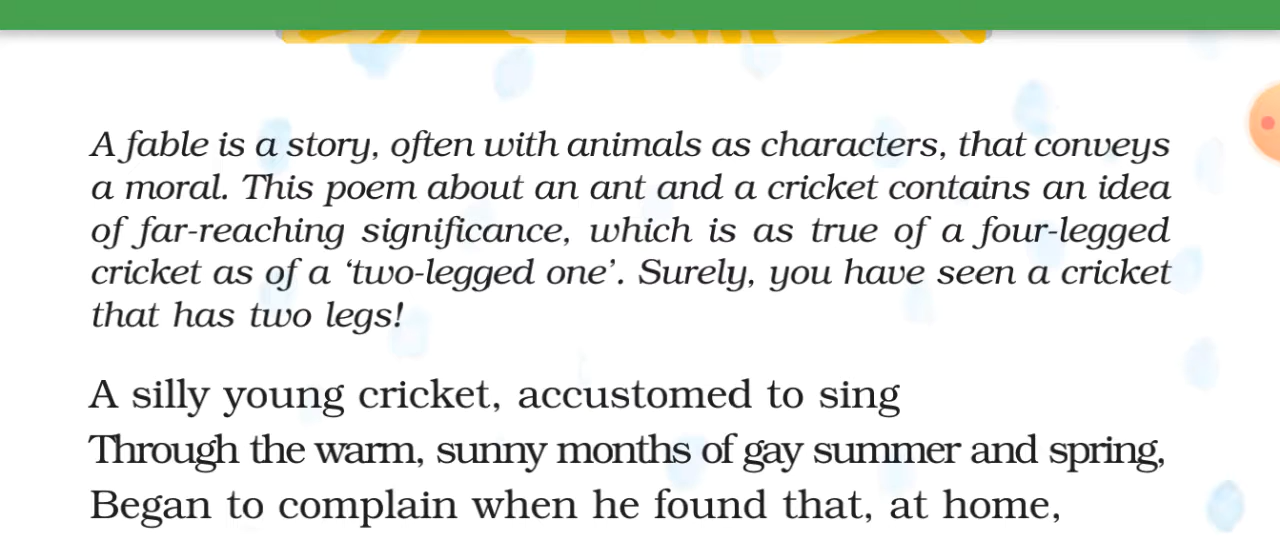 A fable is a story, often with animals as characters, that conveys
a moral. This poem about an ant and a cricket contains an idea
of far-reaching significance, which is as true of a four-legged
cricket as of a ‘two-legged one’. Surely, you have seen a cricket
that has two legs!
A silly young cricket, accustomed to sing
Through the warm, sunny months of gay summer and spring,
Began to complain when he found that, at home,